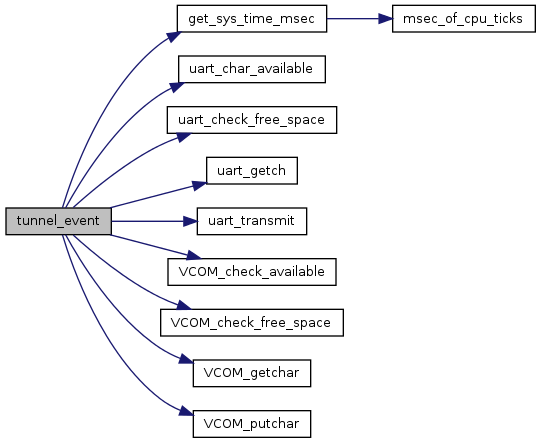 get_sys_time_msec
msec_of_cpu_ticks
uart_char_available
uart_check_free_space
uart_getch
tunnel_event
uart_transmit
VCOM_check_available
VCOM_check_free_space
VCOM_getchar
VCOM_putchar